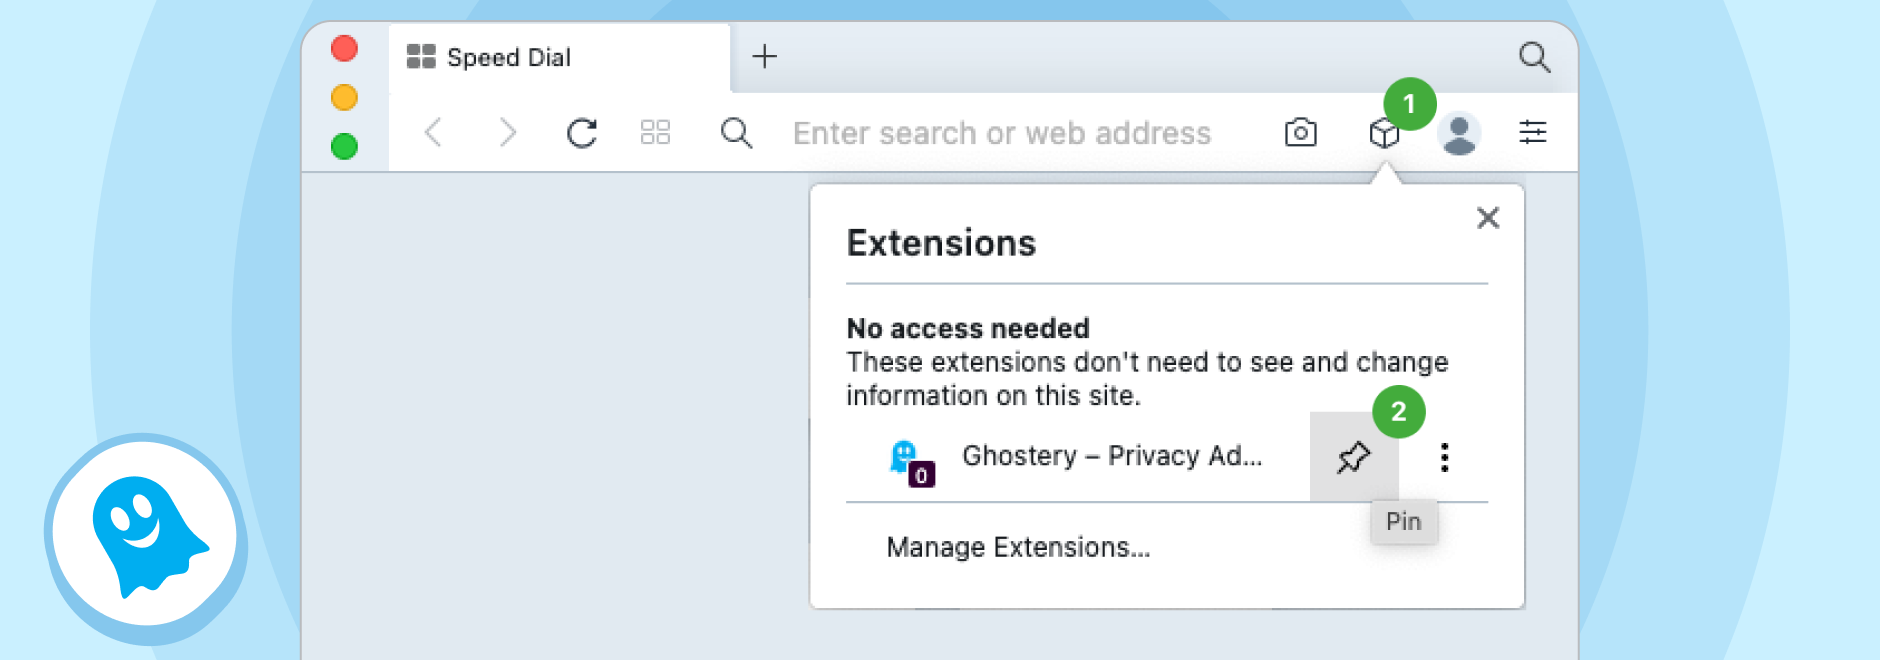 Speed Dial
Enter search or web address
1
Extensions
No access needed
These extensions don't need to see and change
information on this site.
2
0
Ghostery – Privacy Ad...
Pin
Manage Extensions...